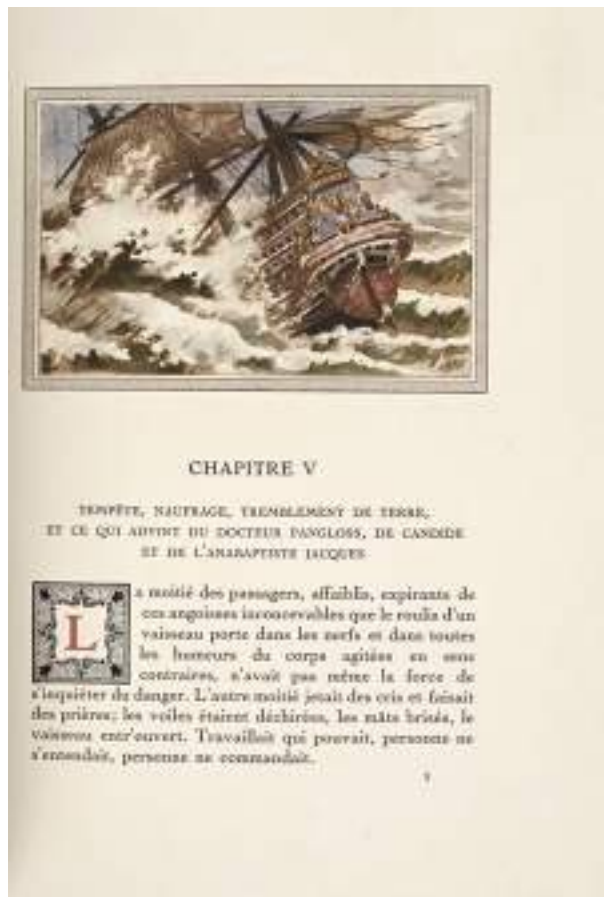 CHAPITRE V
TEMPÊTE, NAUFRAGE, TREMBLEMENT DE TERRE,
ET CE QUI ADVINT DU DOCTEUR PANGLOSS, DE CANDIDE
ET DE L'ANABAPTISTE JACQUES
La moitié des passagers, affaiblis, expirants de
ces angoisses inconcevables que le roulis d'un
vaisseau porte dans les nerfs et dans toutes
les humeurs du corps agitées en sens
contraires, n'avait pas même la force de
s'inquiéter du danger. L'autre moitié jetait des cris et faisait
des prières; les voiles étaient déchirées, les mâts brisés, le
vaisseau entr'ouvert. Travaillait qui pouvait, personne ne
s'entendait, personne ne commandait.